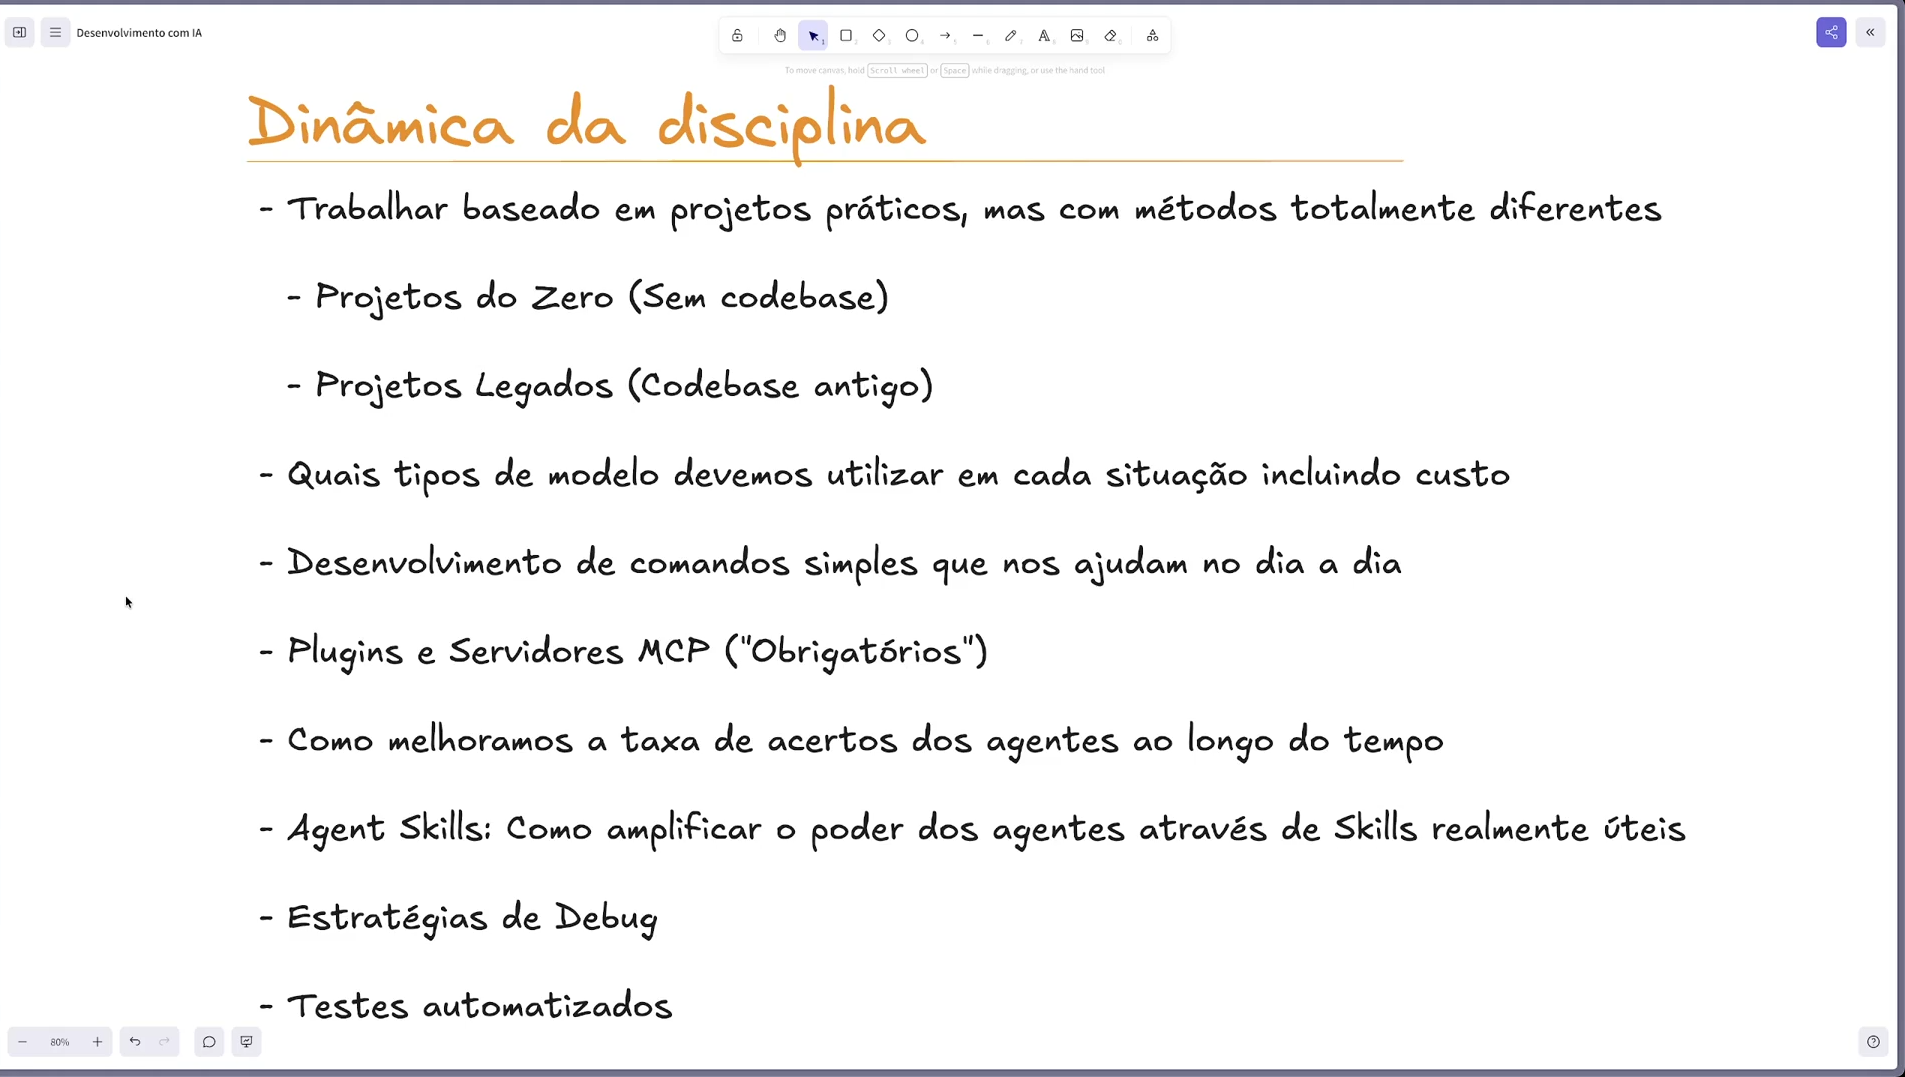 Desenvolvimento com IA
To move canvas, hold Scroll wheel or Space while dragging, or use the hand tool
Dinâmica da disciplina
- Trabalhar baseado em projetos práticos, mas com métodos totalmente diferentes
- Projetos do Zero (Sem codebase)
- Projetos Legados (Codebase antigo)
- Quais tipos de modelo devemos utilizar em cada situação incluindo custo
- Desenvolvimento de comandos simples que nos ajudam no dia a dia
- Plugins e Servidores MCP ("Obrigatórios")
- Como melhoramos a taxa de acertos dos agentes ao longo do tempo
- Agent Skills: Como amplificar o poder dos agentes através de Skills realmente úteis
- Estratégias de Debug
- Testes automatizados
80%